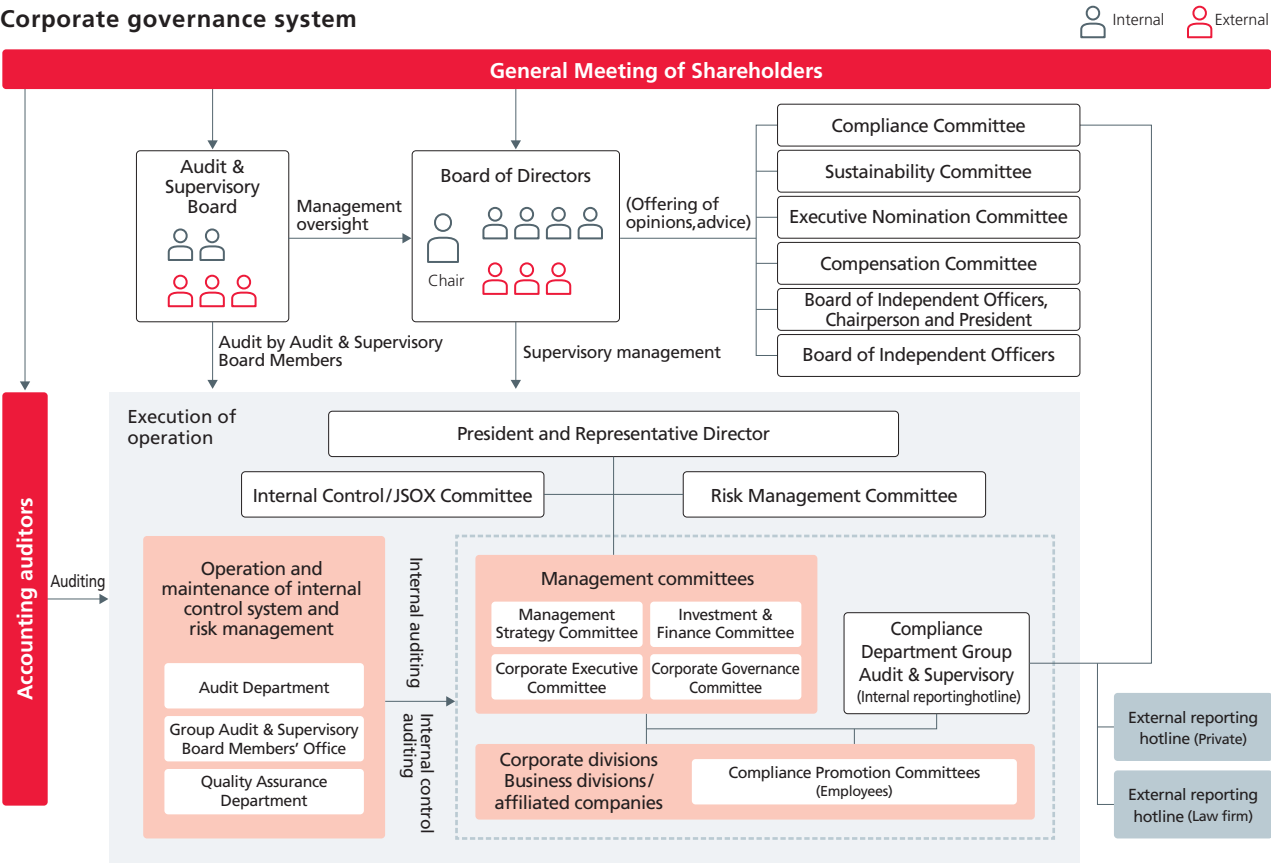 Corporate governance system
Internal
External
General Meeting of Shareholders
Audit &
Supervisory
Board
Management
oversight
Board of Directors
Chair
(Offering of
opinions,advice)
Compliance Committee
Sustainability Committee
Executive Nomination Committee
Compensation Committee
Board of Independent Officers,
Chairperson and President
Board of Independent Officers
Audit by Audit & Supervisory
Board Members
Supervisory management
Accounting auditors
Auditing
Execution of
operation
President and Representative Director
Internal Control/JSOX Committee
Risk Management Committee
Operation and
maintenance of internal
control system and
risk management
Audit Department
Group Audit & Supervisory
Board Members’ Office
Quality Assurance
Department
Internal auditing
Internal control
auditing
Management committees
Management
Strategy Committee
Investment &
Finance Committee
Corporate Executive
Committee
Corporate Governance
Committee
Compliance
Department Group
Audit & Supervisory
(Internal reportinghotline)
Corporate divisions
Business divisions/
affiliated companies
Compliance Promotion Committees
(Employees)
External reporting
hotline (Private)
External reporting
hotline (Law firm)